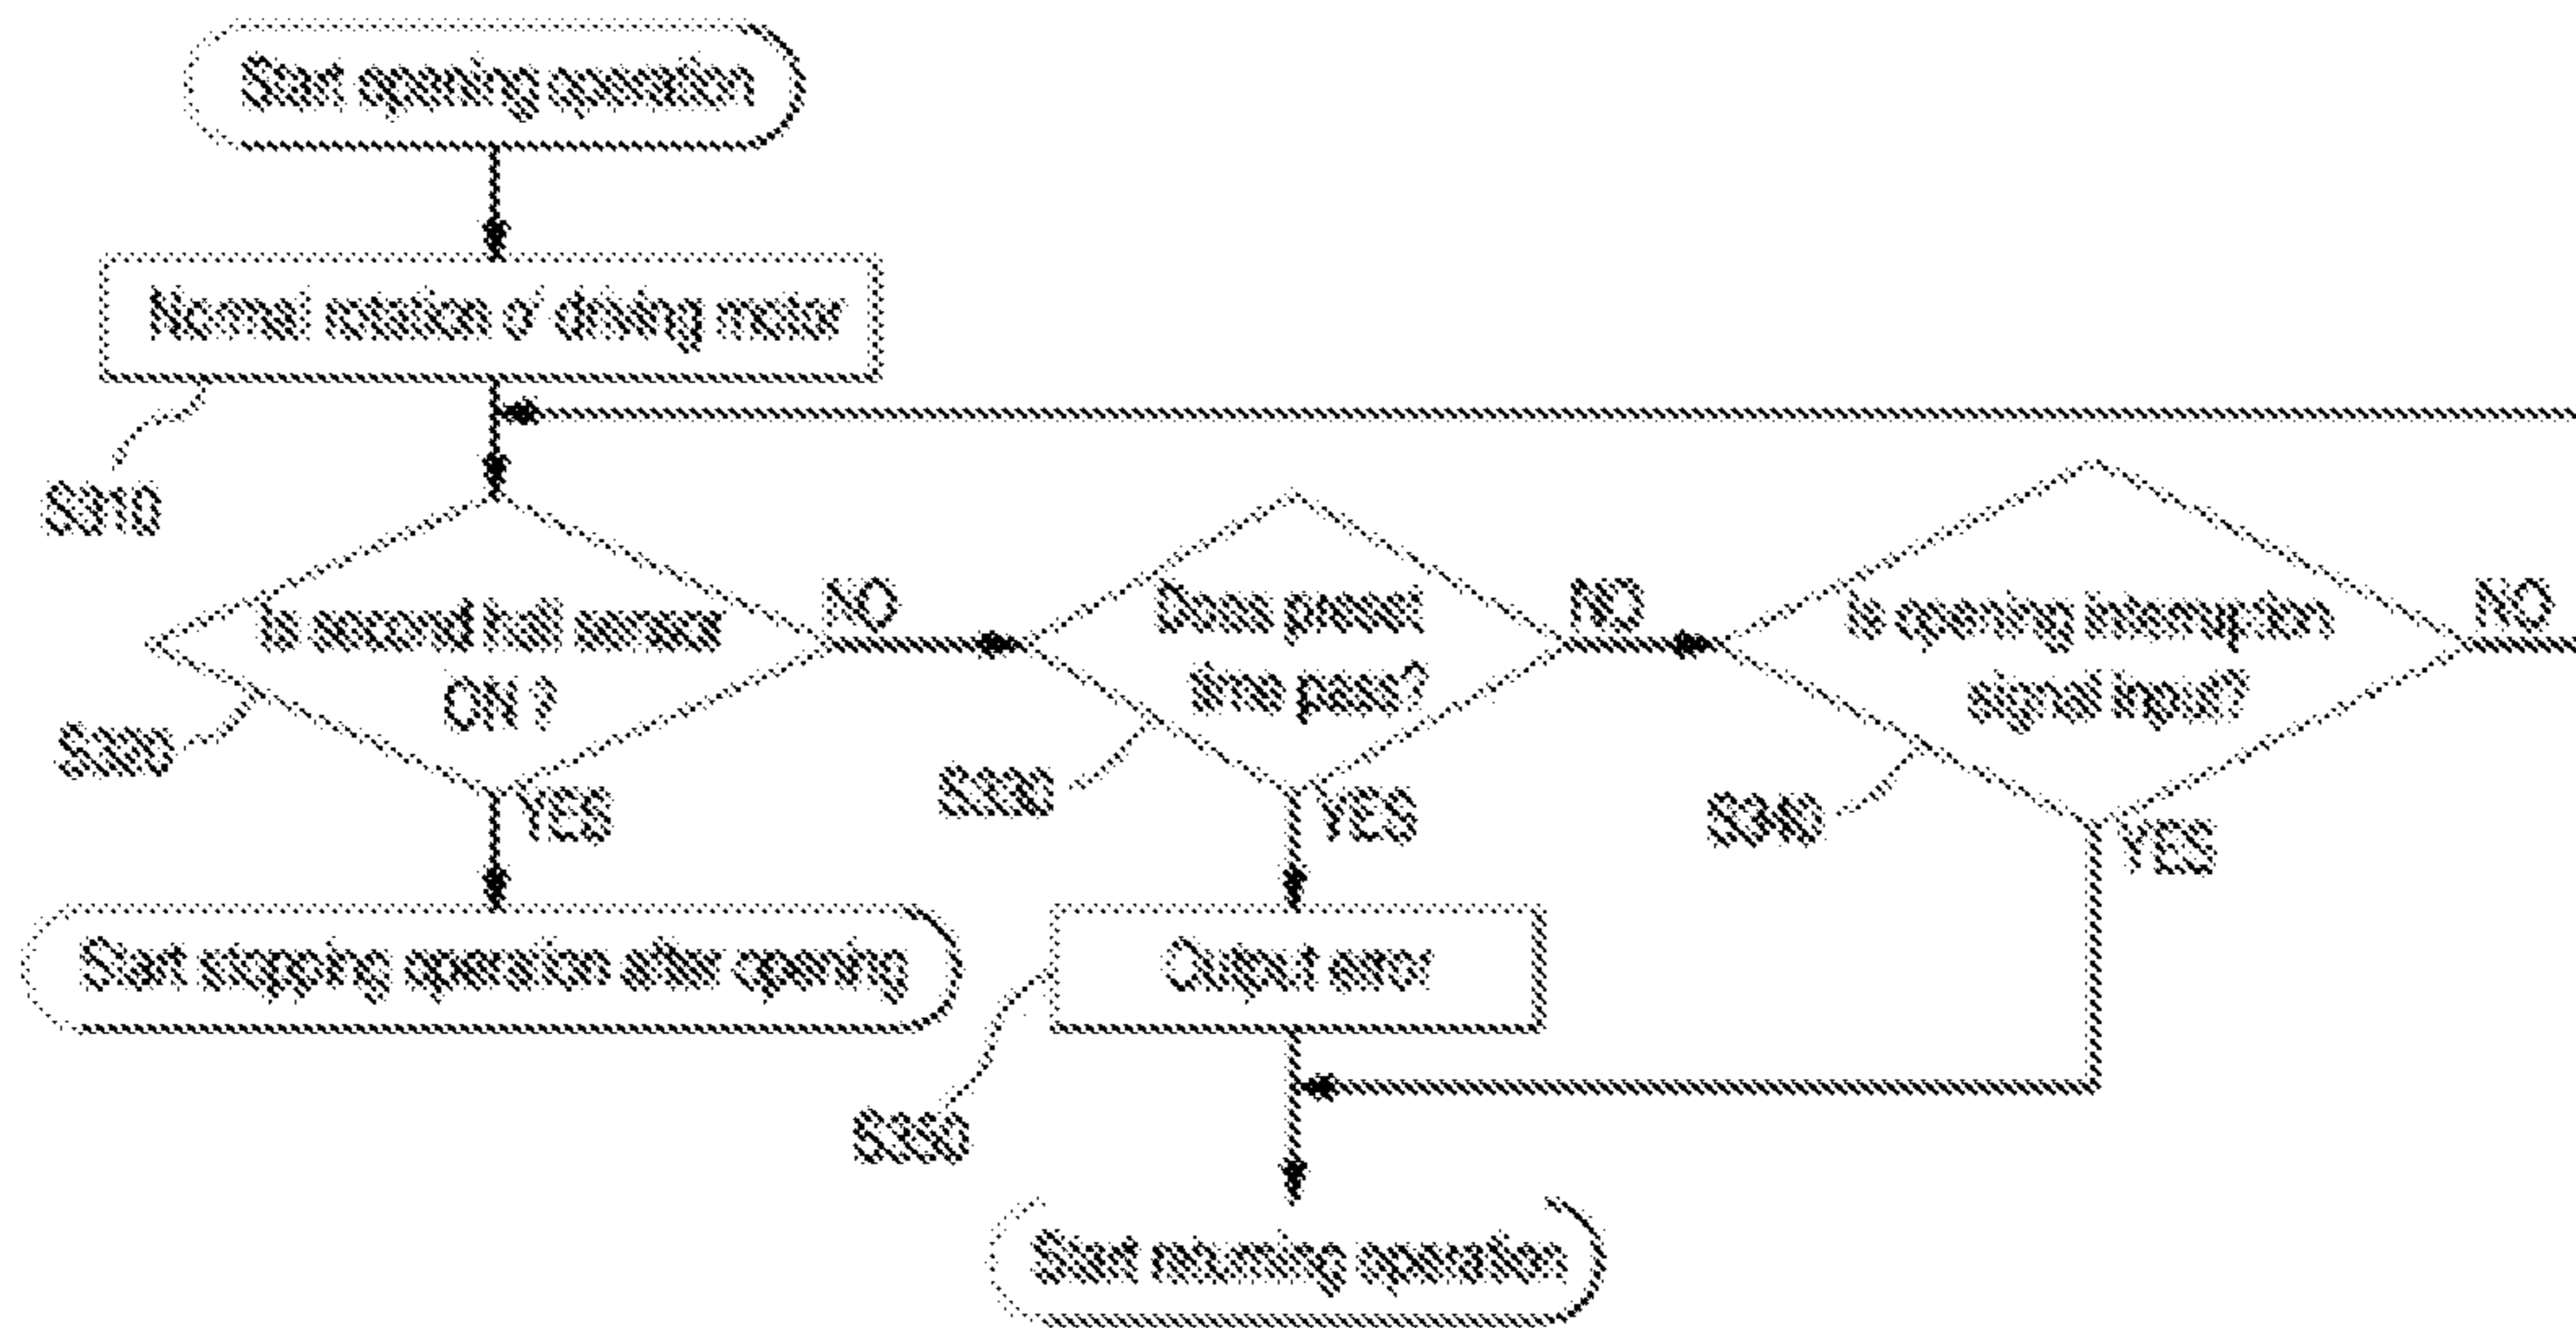 Start opening operation
Normal rotation of driving motor
S310
Is second hall sensor
ON ?
NO
S320
YES
Does preset
time pass?
NO
S330
YES
Is opening interruption
signal input?
NO
S340
YES
Start stopping operation after opening
Output error
S350
Start returning operation